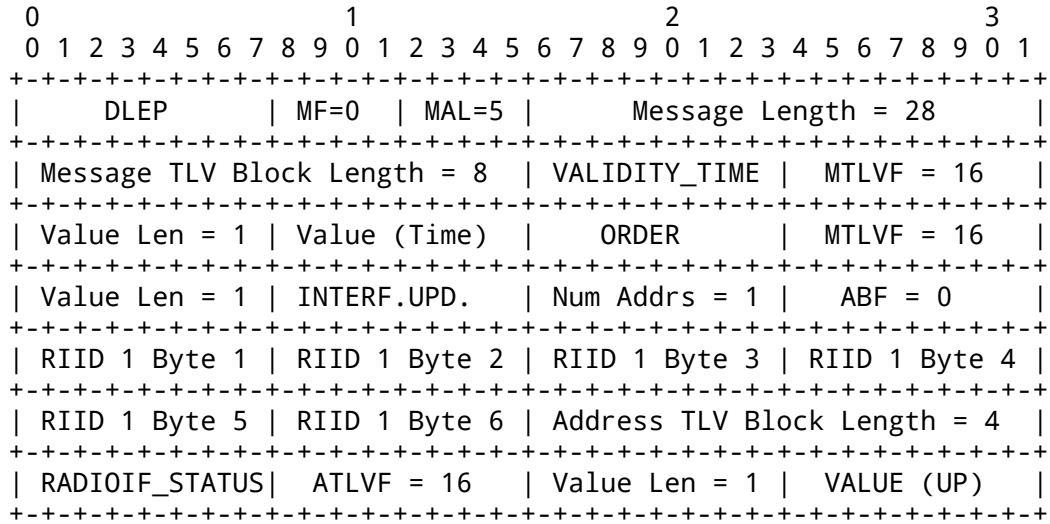 0                   1                   2                   3
 0 1 2 3 4 5 6 7 8 9 0 1 2 3 4 5 6 7 8 9 0 1 2 3 4 5 6 7 8 9 0 1
+-+-+-+-+-+-+-+-+-+-+-+-+-+-+-+-+-+-+-+-+-+-+-+-+-+-+-+-+-+-+-+-+
|     DLEP      | MF=0  | MAL=5 |      Message Length = 28      |
+-+-+-+-+-+-+-+-+-+-+-+-+-+-+-+-+-+-+-+-+-+-+-+-+-+-+-+-+-+-+-+-+
| Message TLV Block Length = 8  | VALIDITY_TIME |  MTLVF = 16   |
+-+-+-+-+-+-+-+-+-+-+-+-+-+-+-+-+-+-+-+-+-+-+-+-+-+-+-+-+-+-+-+-+
| Value Len = 1 | Value (Time)  |    ORDER      |  MTLVF = 16   |
+-+-+-+-+-+-+-+-+-+-+-+-+-+-+-+-+-+-+-+-+-+-+-+-+-+-+-+-+-+-+-+-+
| Value Len = 1 | INTERF.UPD.   | Num Addrs = 1 |   ABF = 0     |
+-+-+-+-+-+-+-+-+-+-+-+-+-+-+-+-+-+-+-+-+-+-+-+-+-+-+-+-+-+-+-+-+
| RIID 1 Byte 1 | RIID 1 Byte 2 | RIID 1 Byte 3 | RIID 1 Byte 4 |
+-+-+-+-+-+-+-+-+-+-+-+-+-+-+-+-+-+-+-+-+-+-+-+-+-+-+-+-+-+-+-+-+
| RIID 1 Byte 5 | RIID 1 Byte 6 | Address TLV Block Length = 4  |
+-+-+-+-+-+-+-+-+-+-+-+-+-+-+-+-+-+-+-+-+-+-+-+-+-+-+-+-+-+-+-+-+
| RADIOIF_STATUS|  ATLVF = 16   | Value Len = 1 |  VALUE (UP)   |
+-+-+-+-+-+-+-+-+-+-+-+-+-+-+-+-+-+-+-+-+-+-+-+-+-+-+-+-+-+-+-+-+